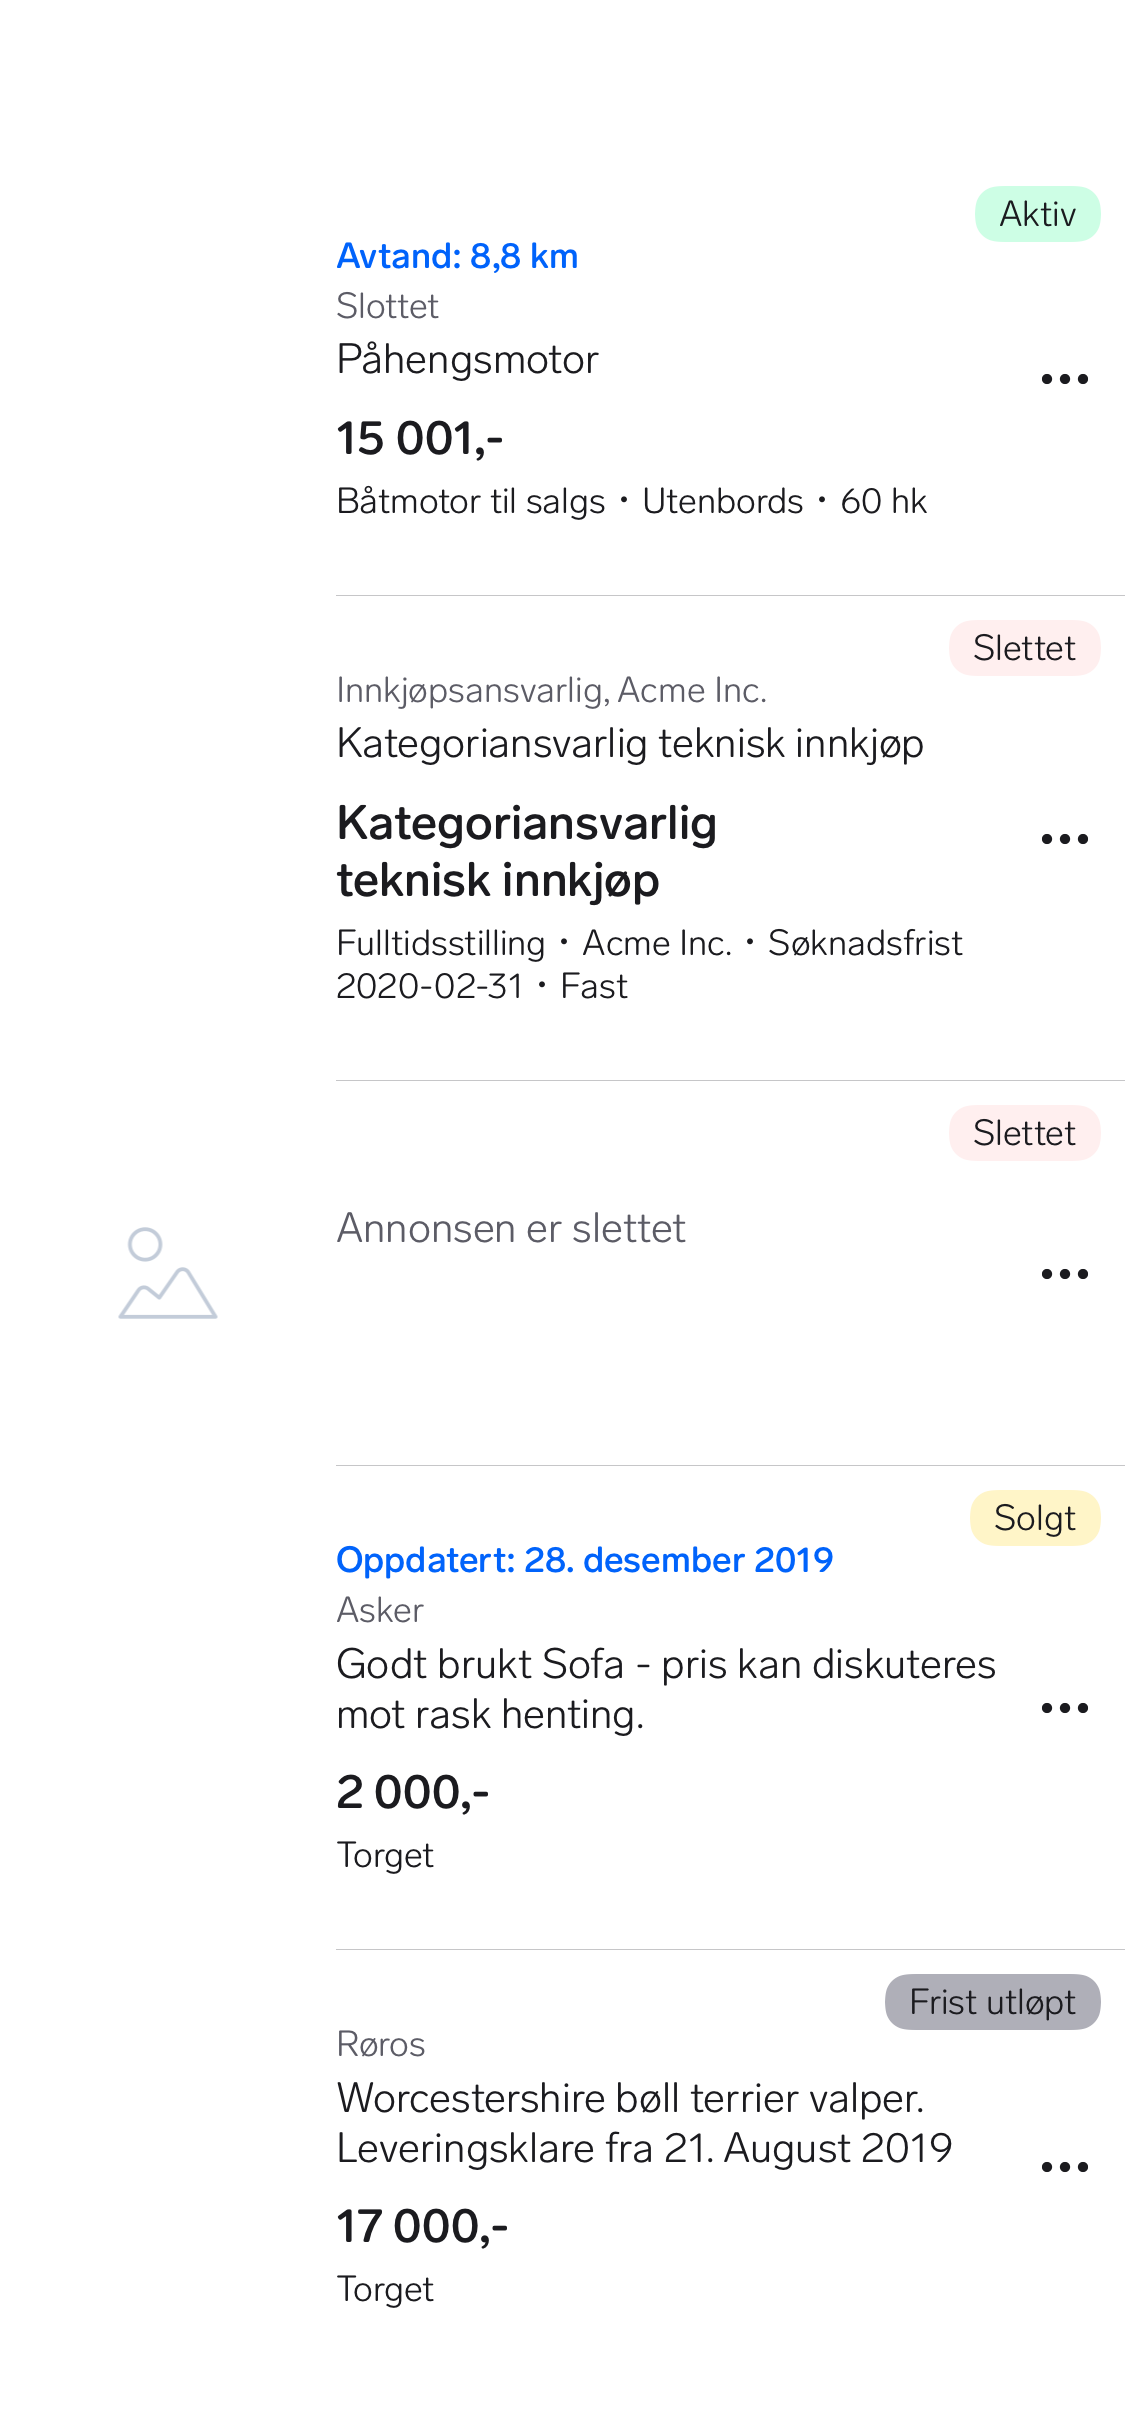 Aktiv
Avtand: 8,8 km
Slottet
Påhengsmotor
15 001,-
Båtmotor til salgs • Utenbords • 60 hk
Slettet
Innkjøpsansvarlig, Acme Inc.
Kategoriansvarlig teknisk innkjøp
Kategoriansvarlig
teknisk innkjøp
Fulltidsstilling • Acme Inc. • Søknadsfrist
2020-02-31 • Fast
Slettet
Annonsen er slettet
Solgt
Oppdatert: 28. desember 2019
Asker
Godt brukt Sofa - pris kan diskuteres
mot rask henting.
2 000,-
Torget
Frist utløpt
Røros
Worcestershire bøll terrier valper.
Leveringsklare fra 21. August 2019
17 000,-
Torget